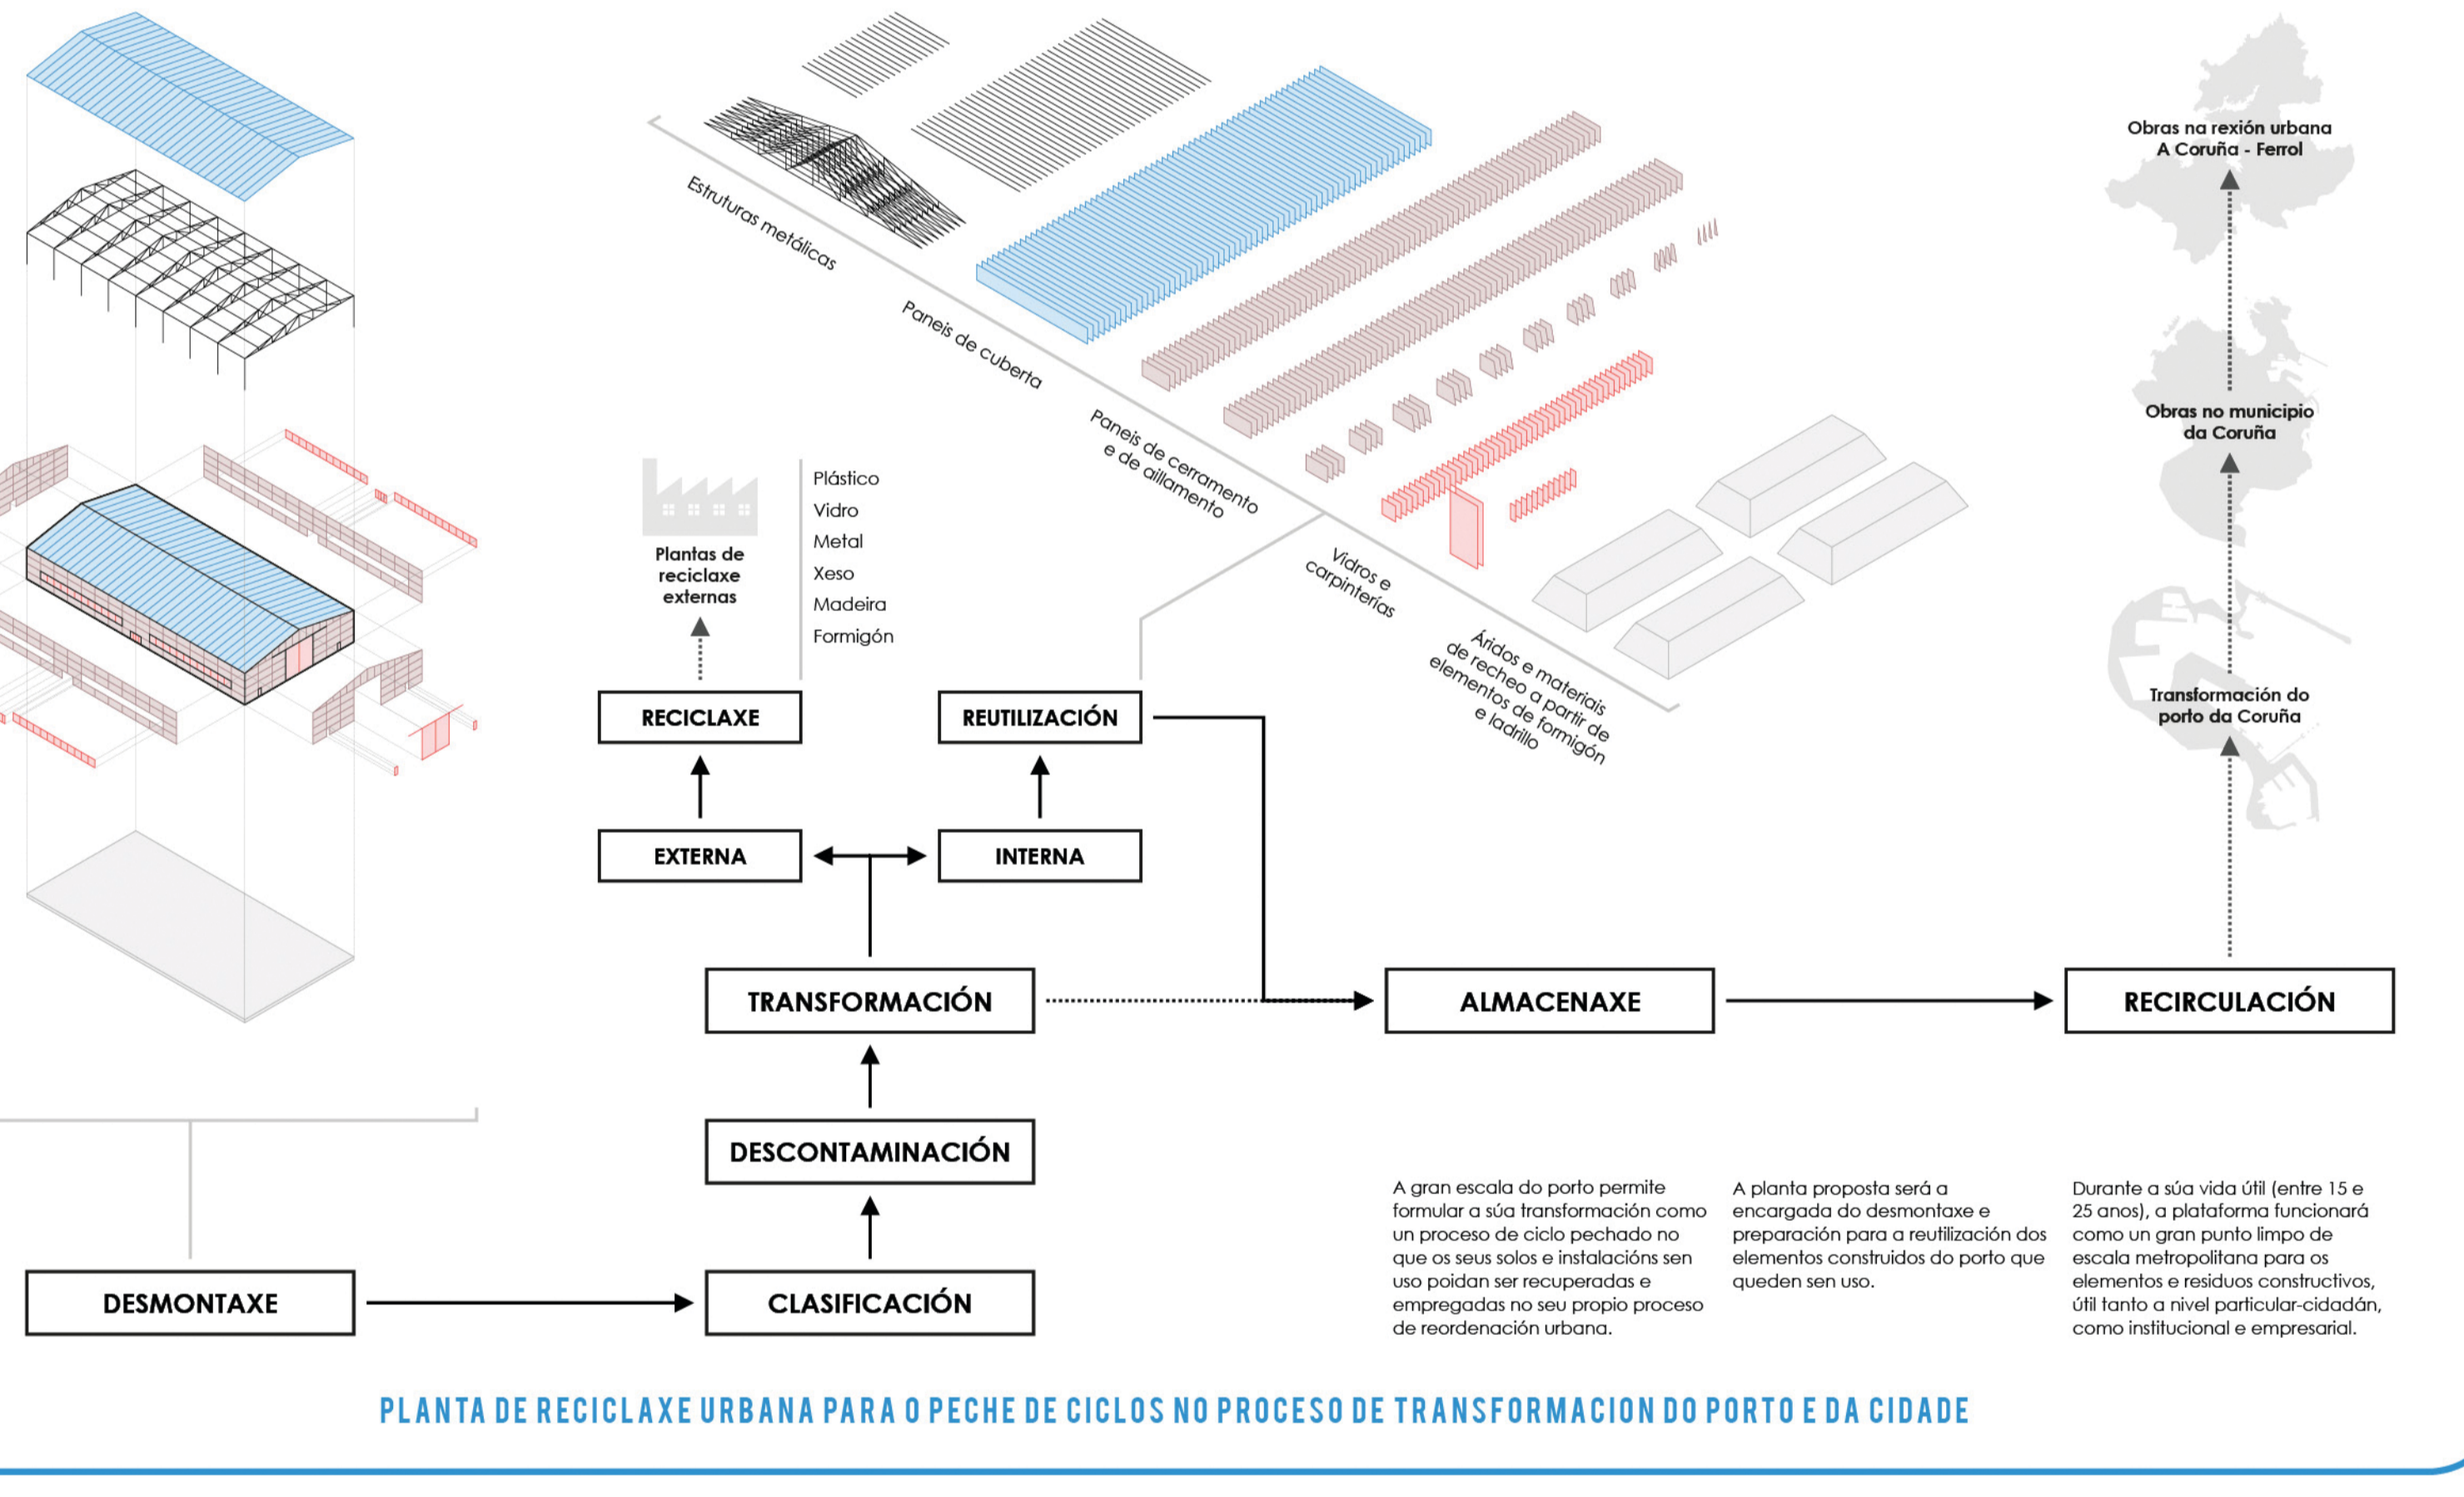 Obras na rexión urbana
A Coruña - Ferrol
Estruturas metálicas
Paneis de cuberta
Paneis de cerramento
e de aillamento
Vidros e
carpinterías
Áridos e materiais
de recheo a partir de
elementos de formigón
e ladrillo
Obras no municipio
da Coruña
Plantas de
reciclaxe
externas
Plástico
Vidro
Metal
Xeso
Madeira
Formigón
Transformación do
porto da Coruña
RECICLAXE
REUTILIZACIÓN
EXTERNA
INTERNA
TRANSFORMACIÓN
ALMACENAXE
RECIRCULACIÓN
DESCONTAMINACIÓN
DESMONTAXE
CLASIFICACIÓN
A gran escala do porto permite
formular a súa transformación como
un proceso de ciclo pechado no
que os seus solos e instalacións sen
uso poidan ser recuperadas e
empregadas no seu propio proceso
de reordenación urbana.
A planta proposta será a
encargada do desmontaxe e
preparación para a reutilización dos
elementos construidos do porto que
queden sen uso.
Durante a súa vida útil (entre 15 e
25 anos), a plataforma funcionará
como un gran punto limpo de
escala metropolitana para os
elementos e residuos constructivos,
útil tanto a nivel particular-cidadán,
como institucional e empresarial.
PLANTA DE RECICLAXE URBANA PARA O PECHE DE CICLOS NO PROCESO DE TRANSFORMACION DO PORTO E DA CIDADE